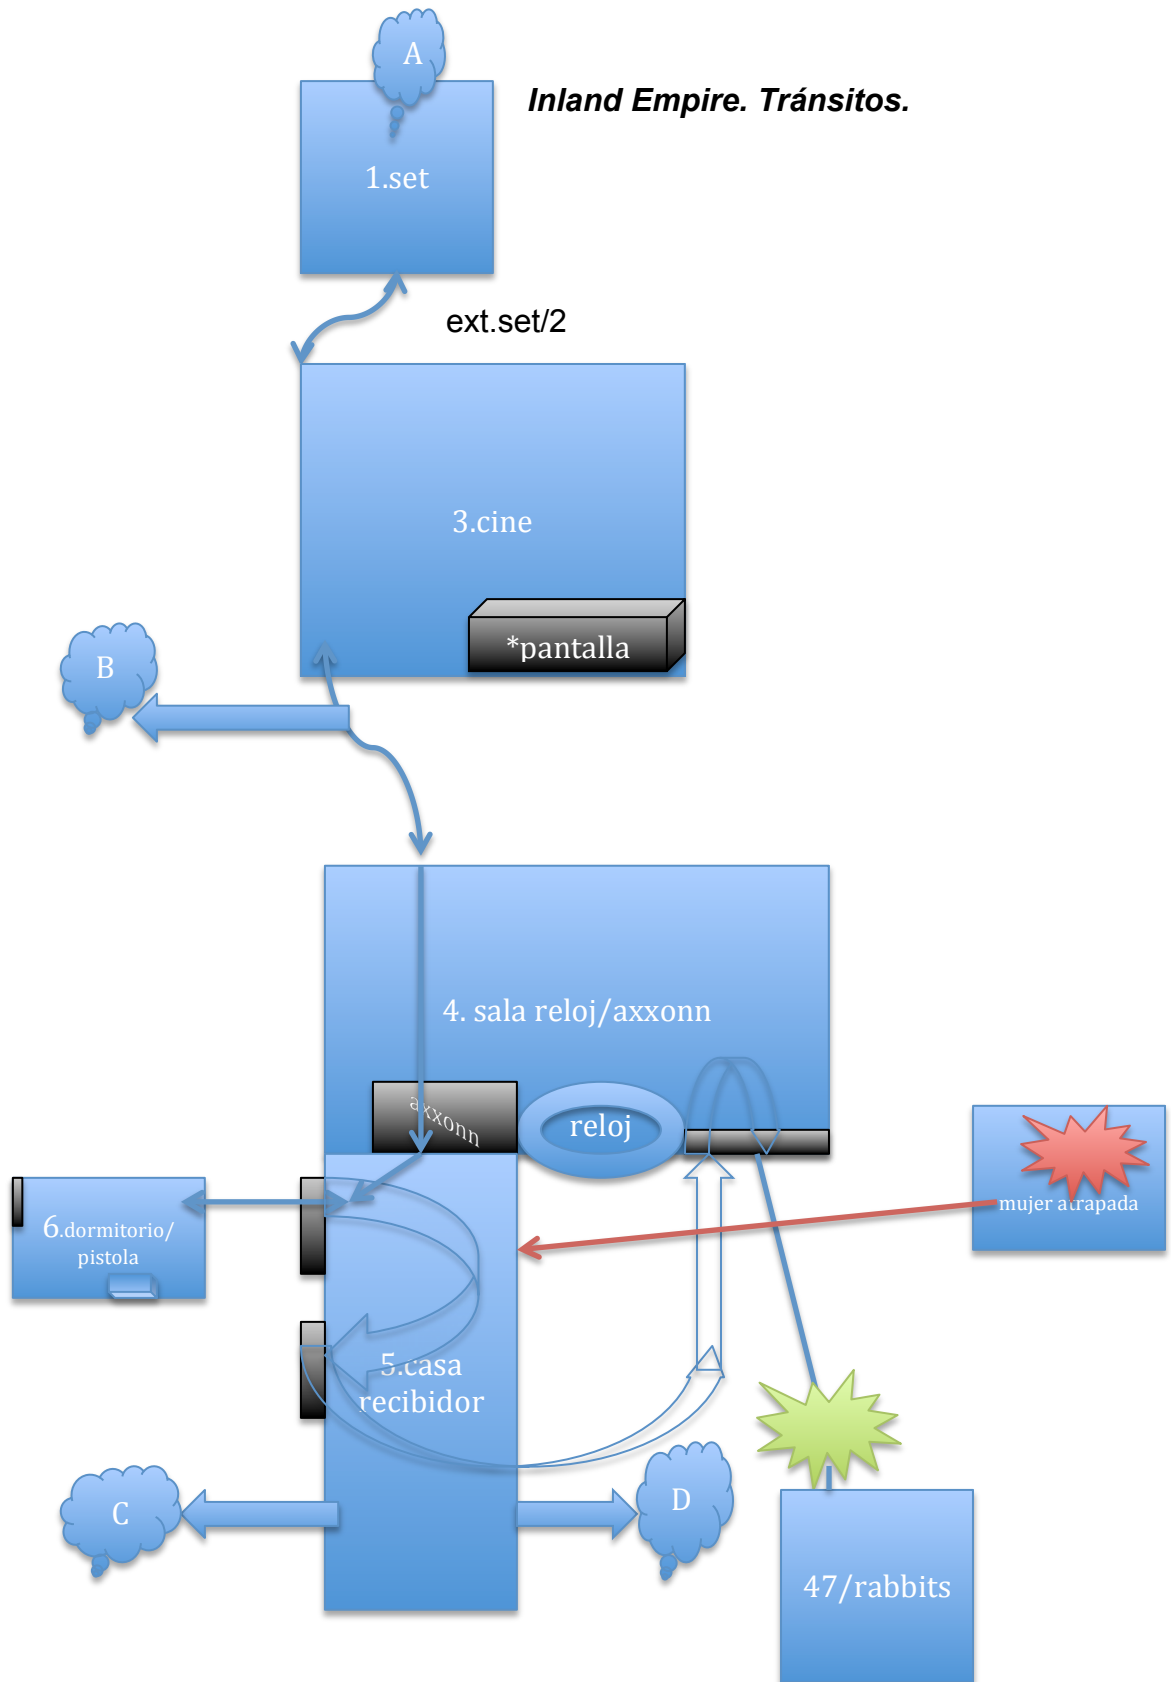 A
Inland Empire. Tránsitos.
1.set
ext.set/2
3.cine
*pantalla
B
4. sala reloj/axxonn
axxonn
reloj
mujer atrapada
6.dormitorio/
pistola
5.casa
recibidor
C
D
47/rabbits